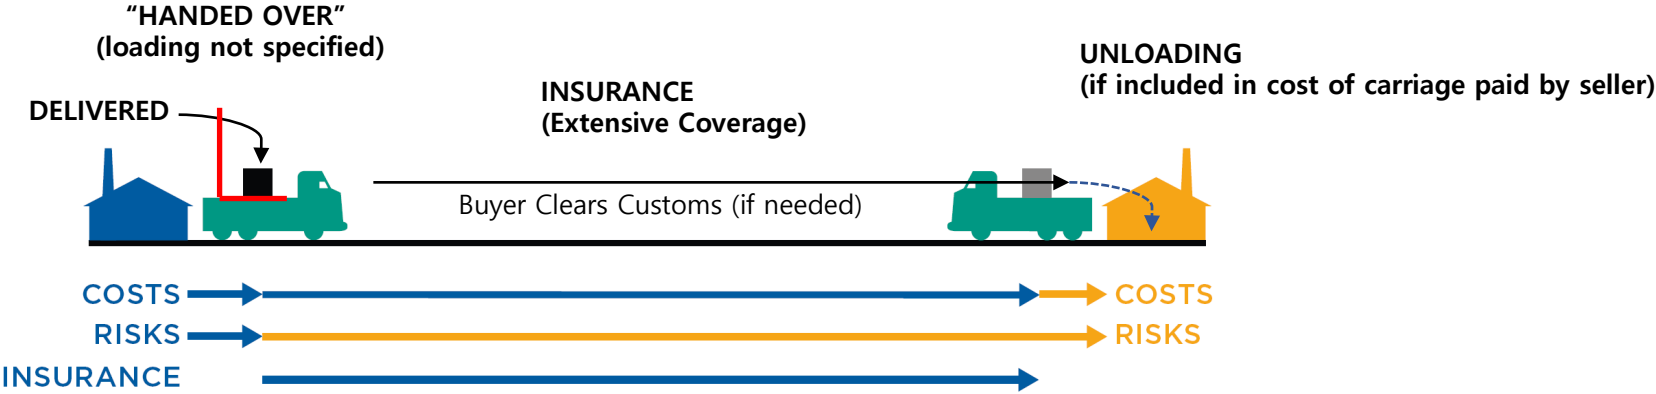 “HANDED OVER”
(loading not specified)
UNLOADING
(if included in cost of carriage paid by seller)
INSURANCE
(Extensive Coverage)
DELIVERED
Buyer Clears Customs (if needed)
COSTS
COSTS
RISKS
RISKS
INSURANCE